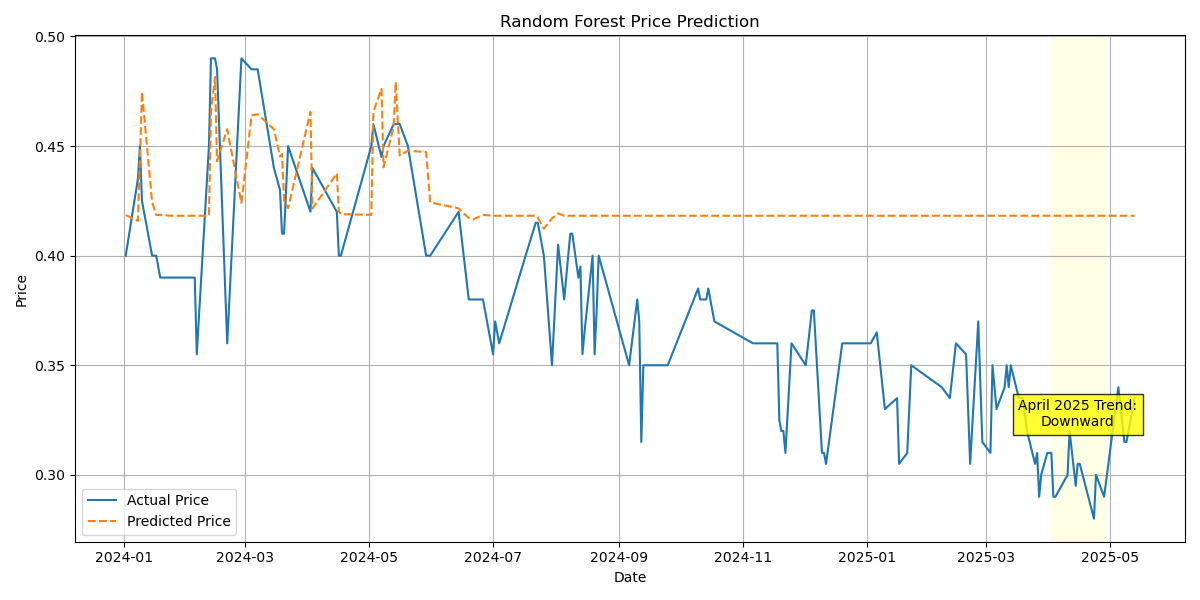 Random Forest Price Prediction
0.50
0.45
0.40
0.35
0.30
Price
April 2025 Trend:
Downward
Actual Price
Predicted Price
2024-01 2024-03 2024-05 2024-07 2024-09 2024-11 2025-01 2025-03 2025-05
Date